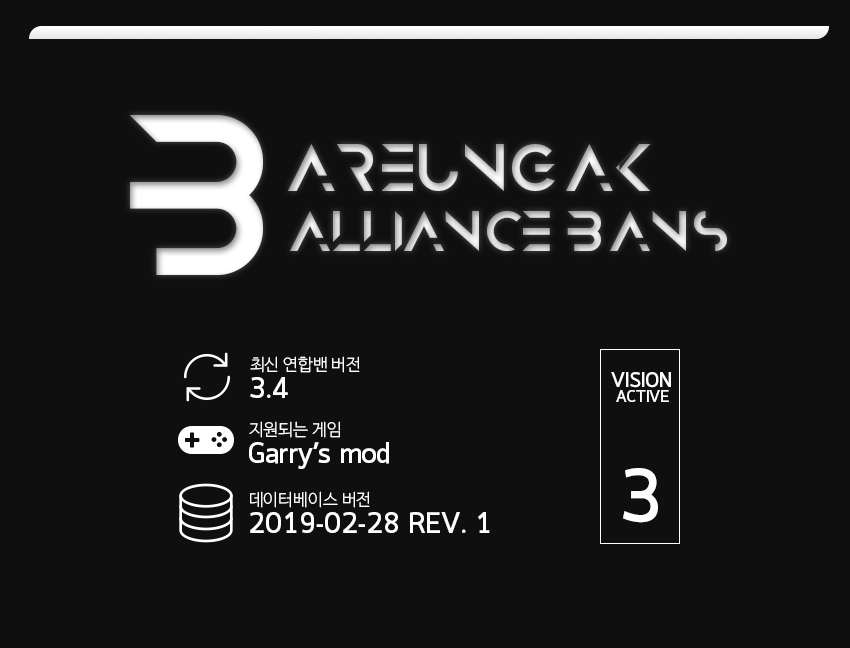 AREUNGAK
ALLIANCE BANS
최신 연합밴 버전
3.4
지원되는 게임
Garry's mod
데이터베이스 버전
2019-02-28 REV. 1
VISION
ACTIVE
3